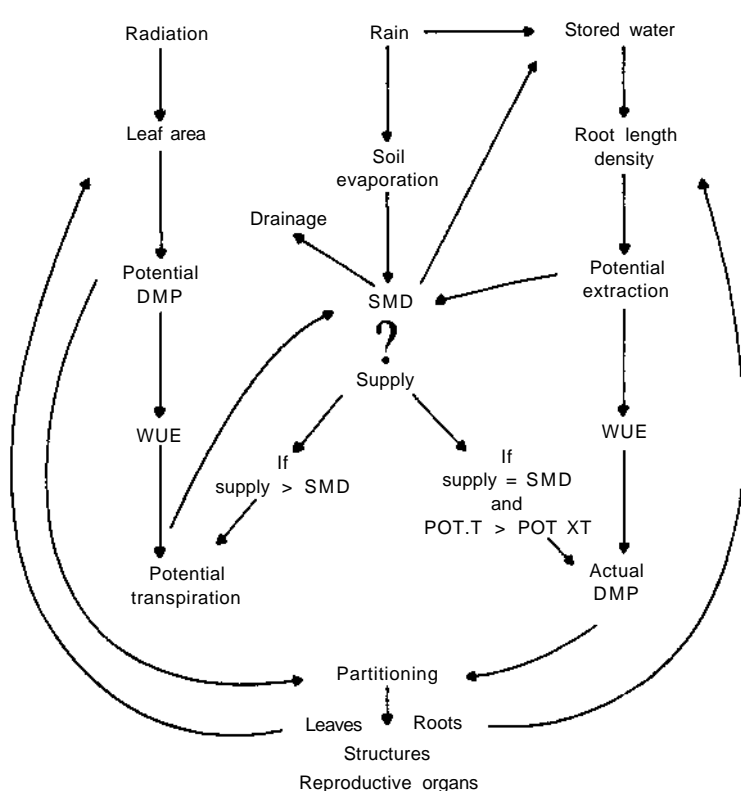 Radiation
Rain
Stored water
Leaf area
Root length
density
Soil
evaporation
Drainage
Potential
DMP
SMD
Potential
extraction
?
Supply
WUE
WUE
If
supply > SMD
If
supply = SMD
and
POT.T > POT XT
Potential
transpiration
Actual
DMP
Partitioning
Leaves
Roots
Structures
Reproductive organs